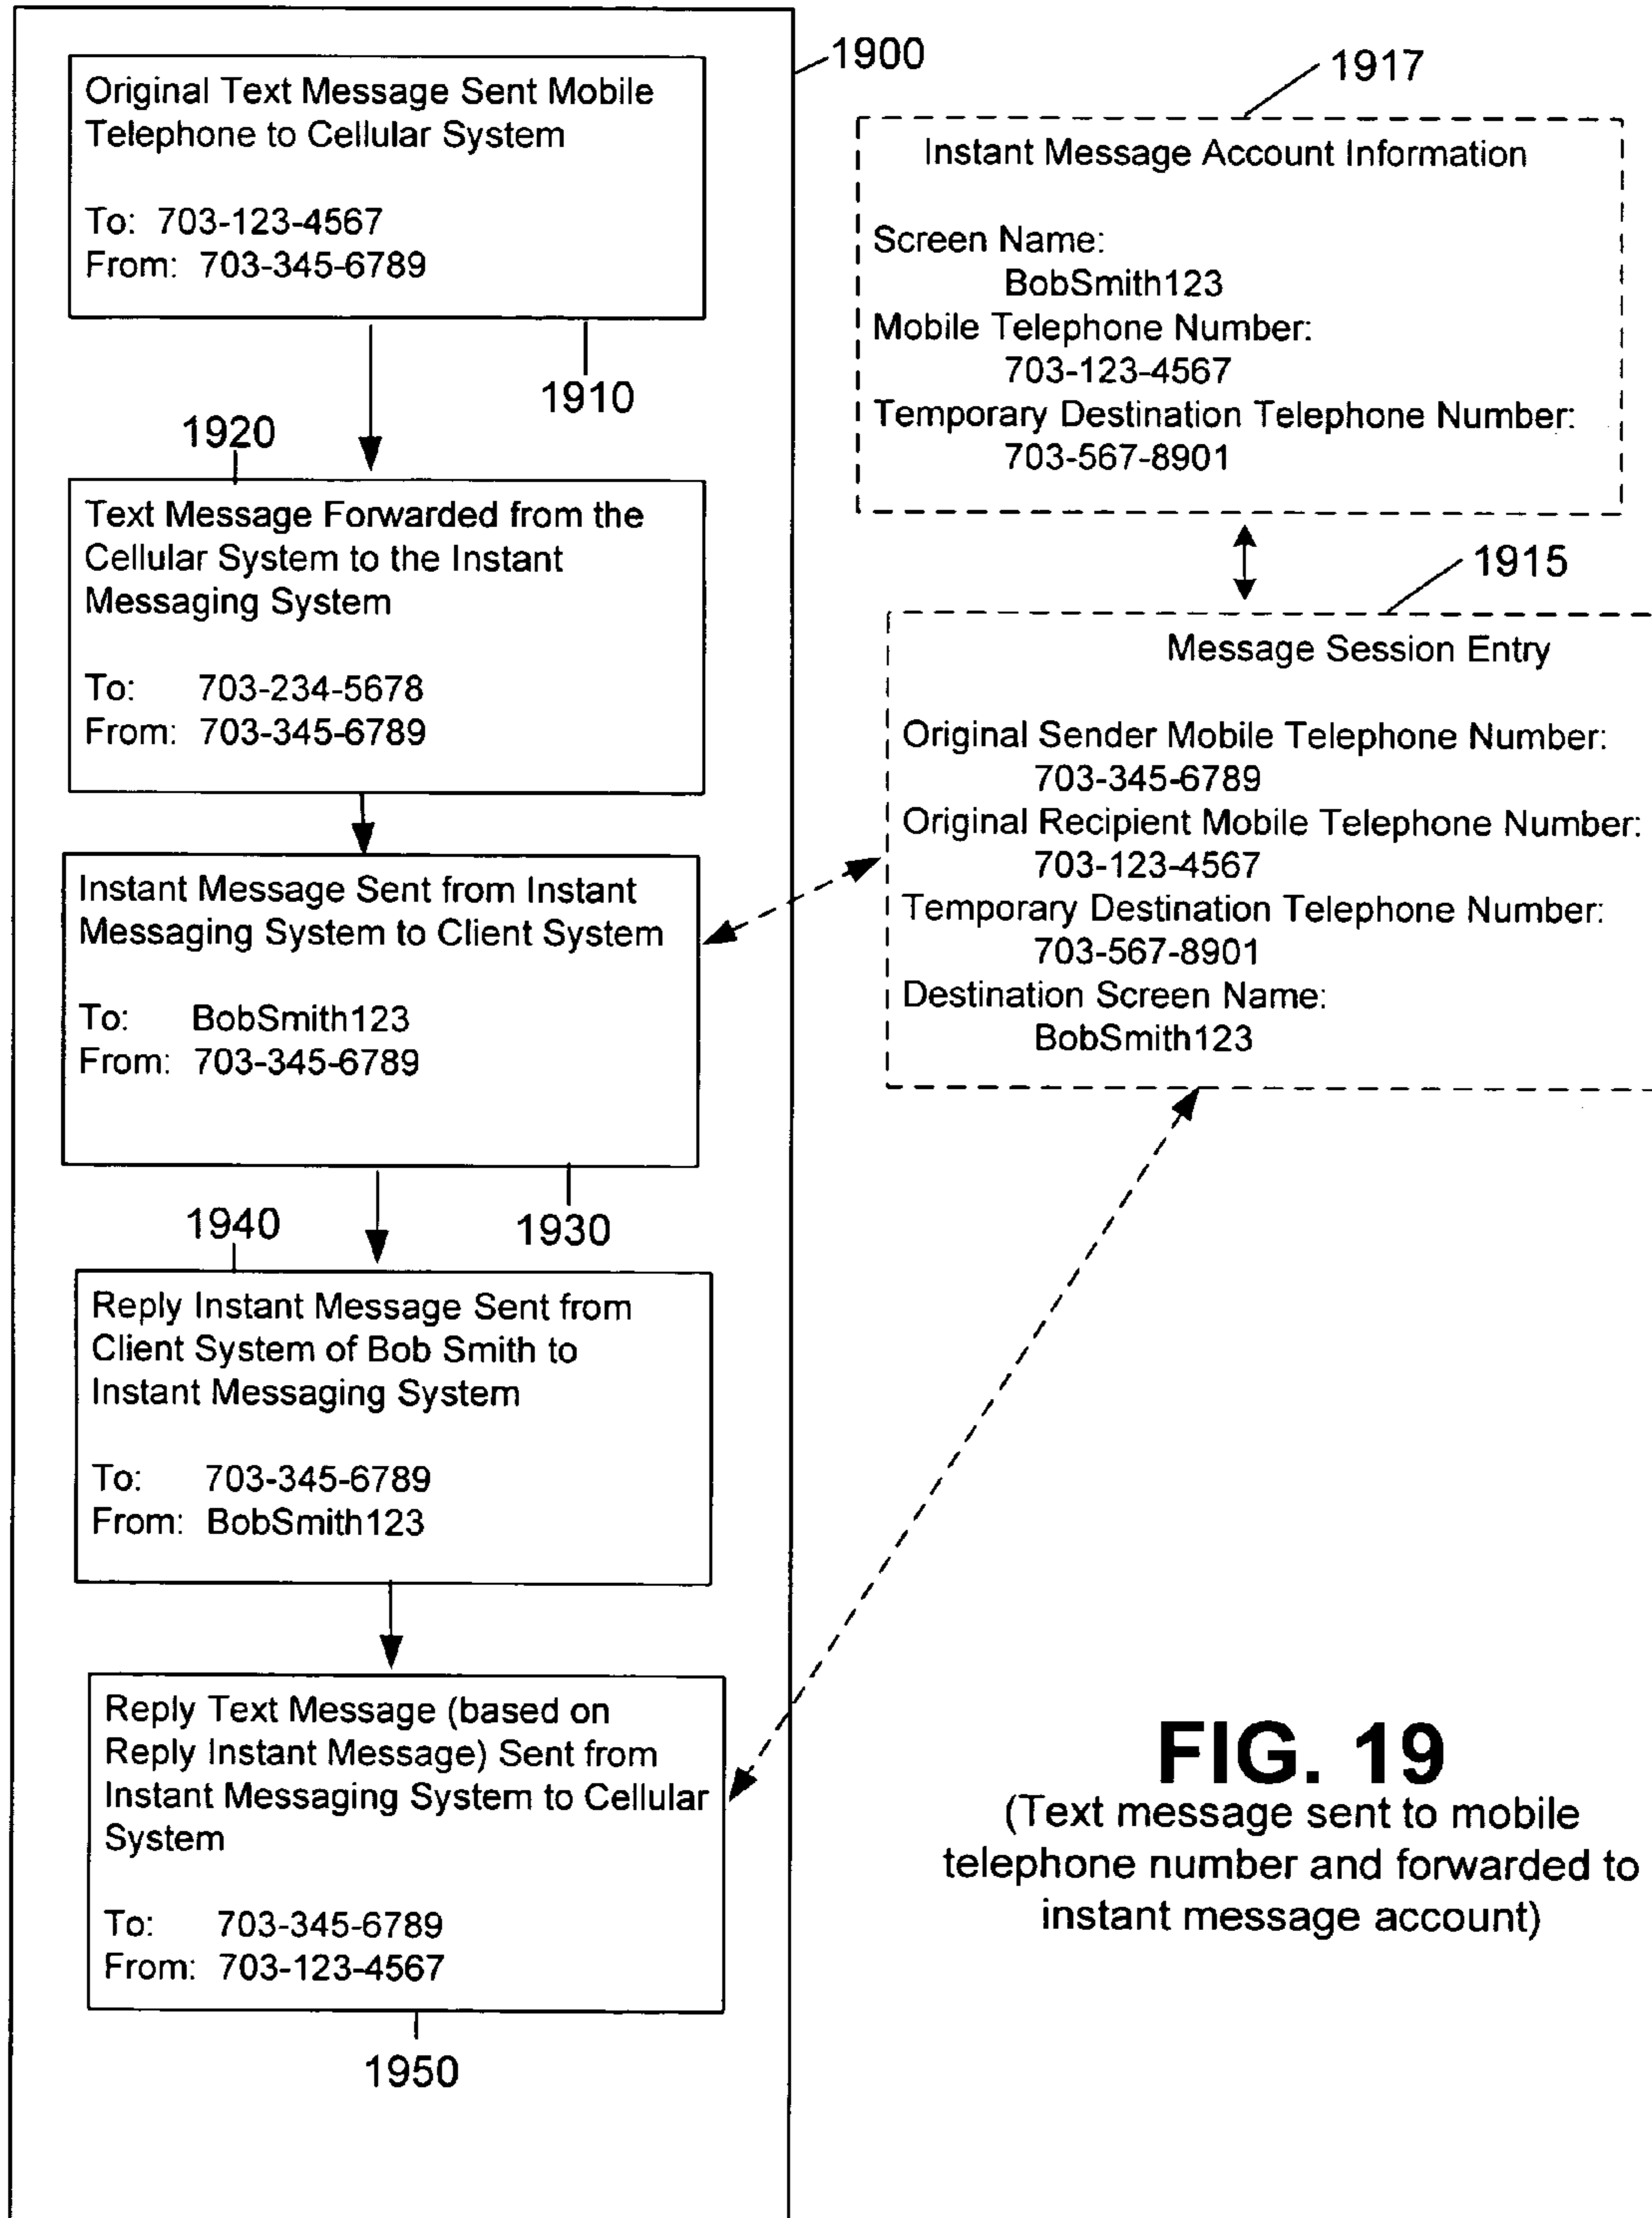 1900
Original Text Message Sent Mobile
Telephone to Cellular System
To: 703-123-4567
From: 703-345-6789
1910
1920
Text Message Forwarded from the
Cellular System to the Instant
Messaging System
To: 703-234-5678
From: 703-345-6789
Instant Message Sent from Instant
Messaging System to Client System
To: BobSmith123
From: 703-345-6789
1930
1940
Reply Instant Message Sent from
Client System of Bob Smith to
Instant Messaging System
To: 703-345-6789
From: BobSmith123
Reply Text Message (based on
Reply Instant Message) Sent from
Instant Messaging System to Cellular
System
To: 703-345-6789
From: 703-123-4567
1950
1917
Instant Message Account Information
Screen Name:
BobSmith123
Mobile Telephone Number:
703-123-4567
Temporary Destination Telephone Number:
703-567-8901
1915
Message Session Entry
Original Sender Mobile Telephone Number:
703-345-6789
Original Recipient Mobile Telephone Number:
703-123-4567
Temporary Destination Telephone Number:
703-567-8901
Destination Screen Name:
BobSmith123
FIG. 19
(Text message sent to mobile
telephone number and forwarded to
instant message account)